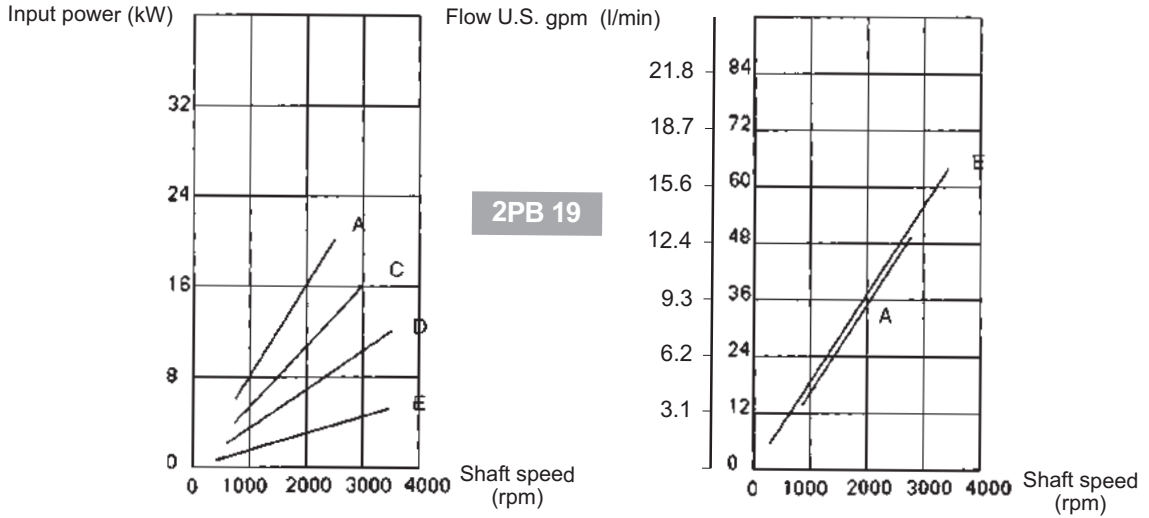 Input power (kW)
32
24
16
8
0
A
C
D
E
0 1000 2000 3000 4000
Shaft speed
(rpm)
2PB 19
Flow U.S. gpm (l/min)
21.8
18.7
15.6
12.4
9.3
6.2
3.1
84
72
60
48
36
24
12
0
E
A
0 1000 2000 3000 4000
Shaft speed
(rpm)